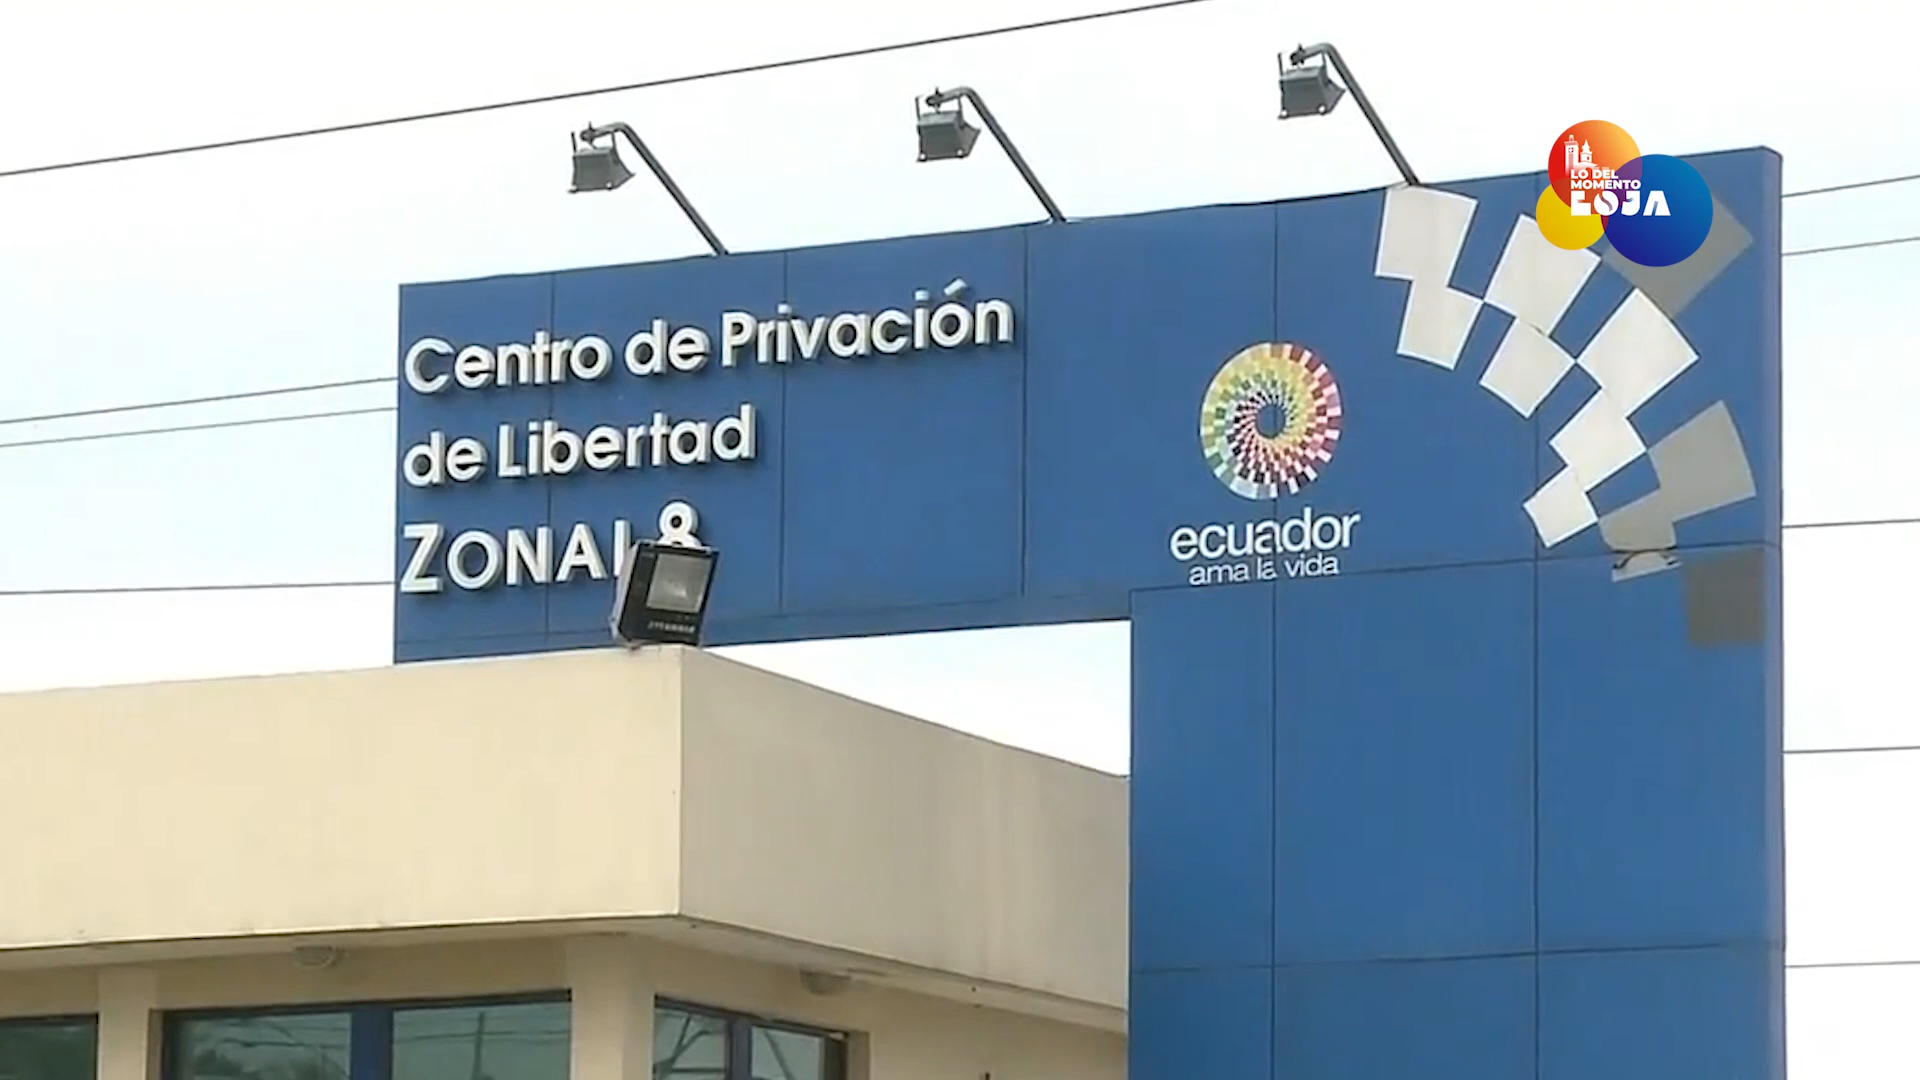 Centro de Privación
de Libertad
ZONAL 8
ecuador
ama la vida
LO DEL
MOMENTO
LOJA